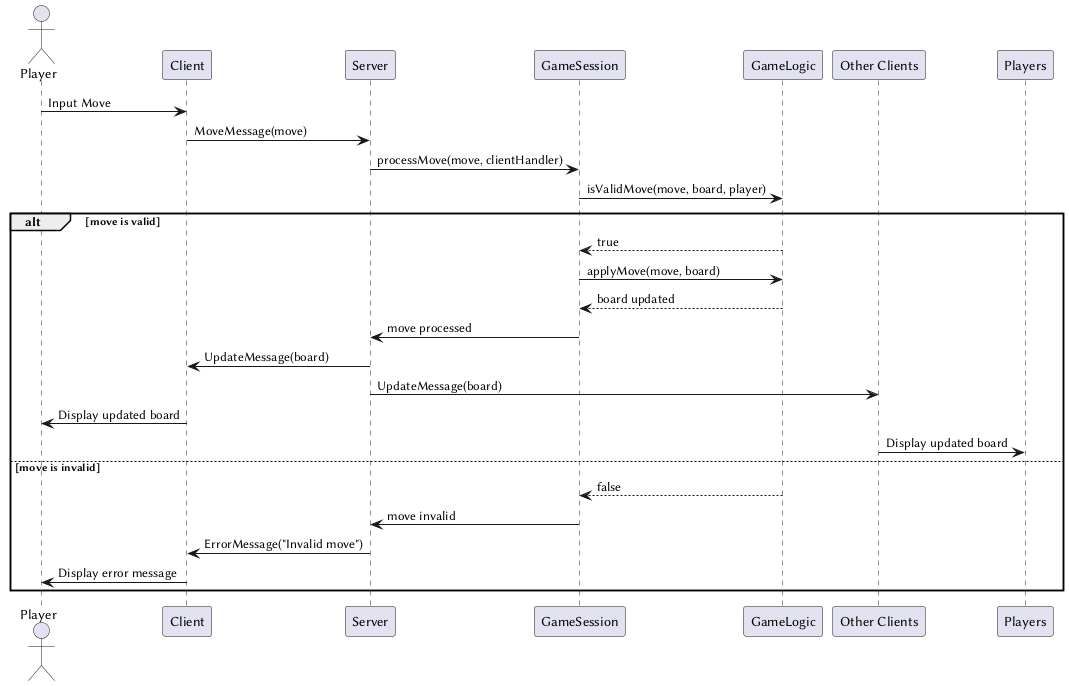 Player
Client
Server
GameSession
GameLogic
Other Clients
Players
Input Move
MoveMessage(move)
processMove(move, clientHandler)
isValidMove(move, board, player)
alt
[move is valid]
true
applyMove(move, board)
board updated
move processed
UpdateMessage(board)
UpdateMessage(board)
Display updated board
Display updated board
[move is invalid]
false
move invalid
ErrorMessage("Invalid move")
Display error message
Player
Client
Server
GameSession
GameLogic
Other Clients
Players